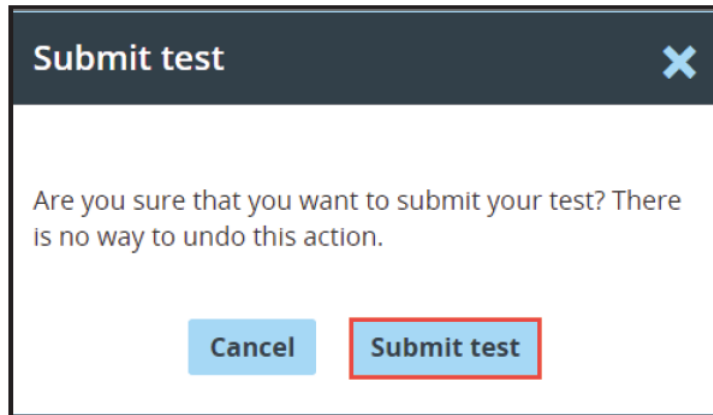 Submit test
Are you sure that you want to submit your test? There
is no way to undo this action.
Cancel
Submit test